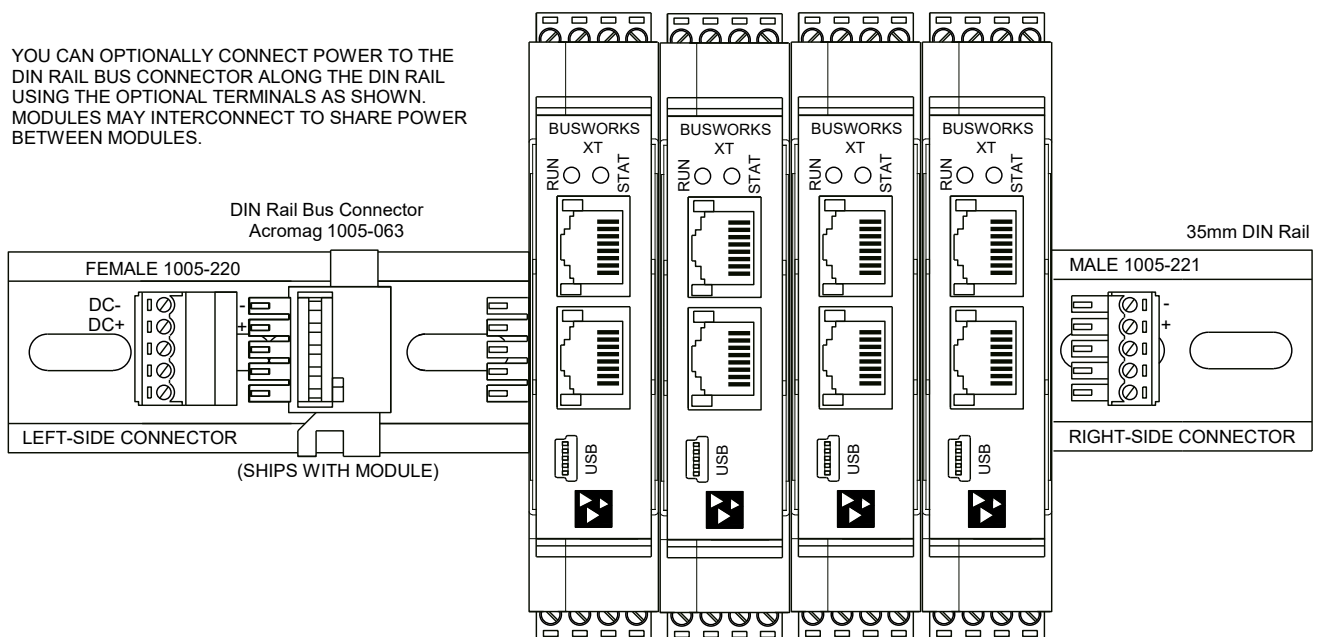 YOU CAN OPTIONALLY CONNECT POWER TO THE
DIN RAIL BUS CONNECTOR ALONG THE DIN RAIL
USING THE OPTIONAL TERMINALS AS SHOWN.
MODULES MAY INTERCONNECT TO SHARE POWER
BETWEEN MODULES.
DIN Rail Bus Connector
Acromag 1005-063
FEMALE 1005-220
DC-
DC+
-
+
LEFT-SIDE CONNECTOR
(SHIPS WITH MODULE)
BUSWORKS
XT
RUN
STAT
USB
BUSWORKS
XT
RUN
STAT
USB
BUSWORKS
XT
RUN
STAT
USB
BUSWORKS
XT
RUN
STAT
USB
35mm DIN Rail
MALE 1005-221
-
+
RIGHT-SIDE CONNECTOR